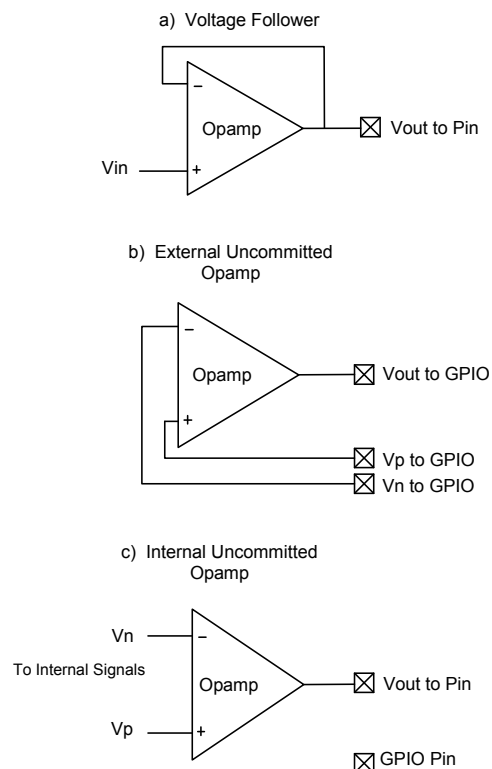 a) Voltage Follower
−
Opamp
Vout to Pin
Vin
+
b) External Uncommitted
Opamp
−
Opamp
Vout to GPIO
+
Vp to GPIO
Vn to GPIO
c) Internal Uncommitted
Opamp
Vn
−
To Internal Signals
Opamp
Vout to Pin
Vp
+
GPIO Pin